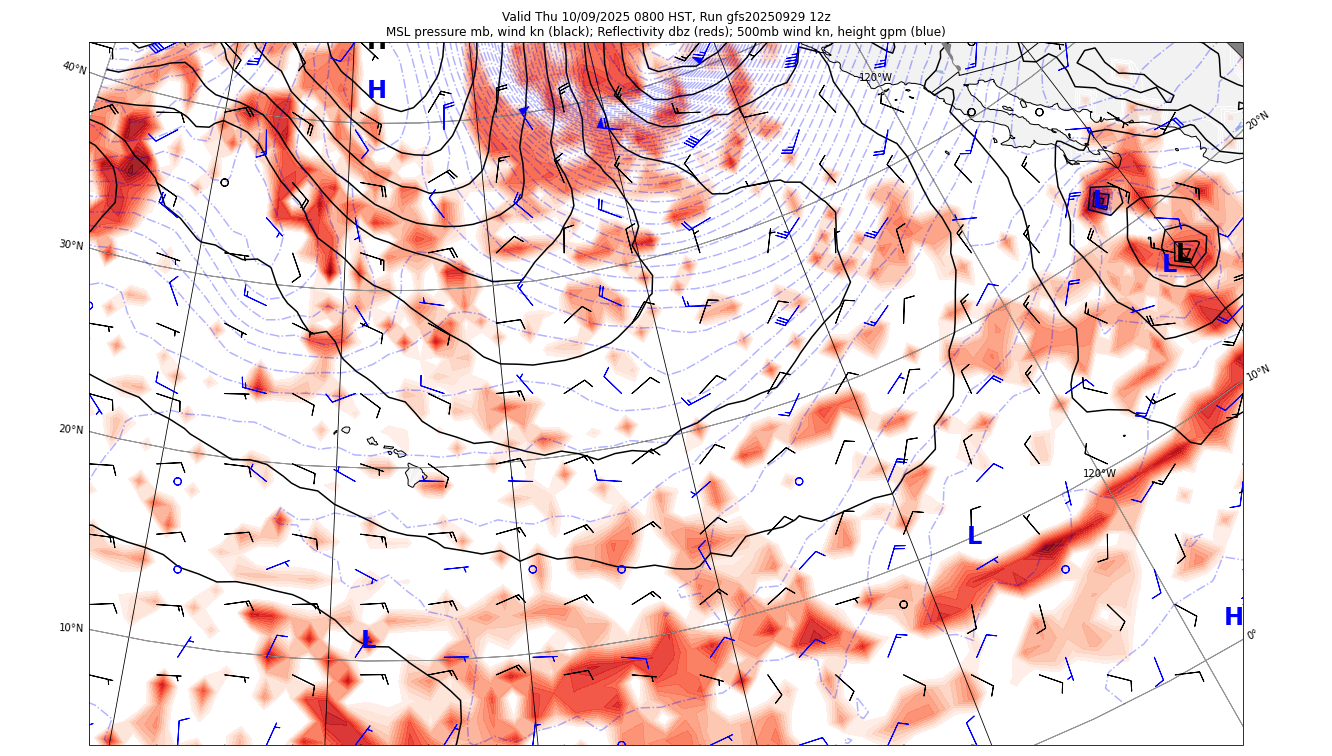 Valid Thu 10/09/2025 0800 HST, Run gfs20250929 12z
MSL pressure mb, wind kn (black); Reflectivity dbz (reds); 500mb wind kn, height gpm (blue)
H
40°N
H
120°W
20°N
L
30°N
L
L
10°N
20°N
120°W
L
H
10°N
L
0°